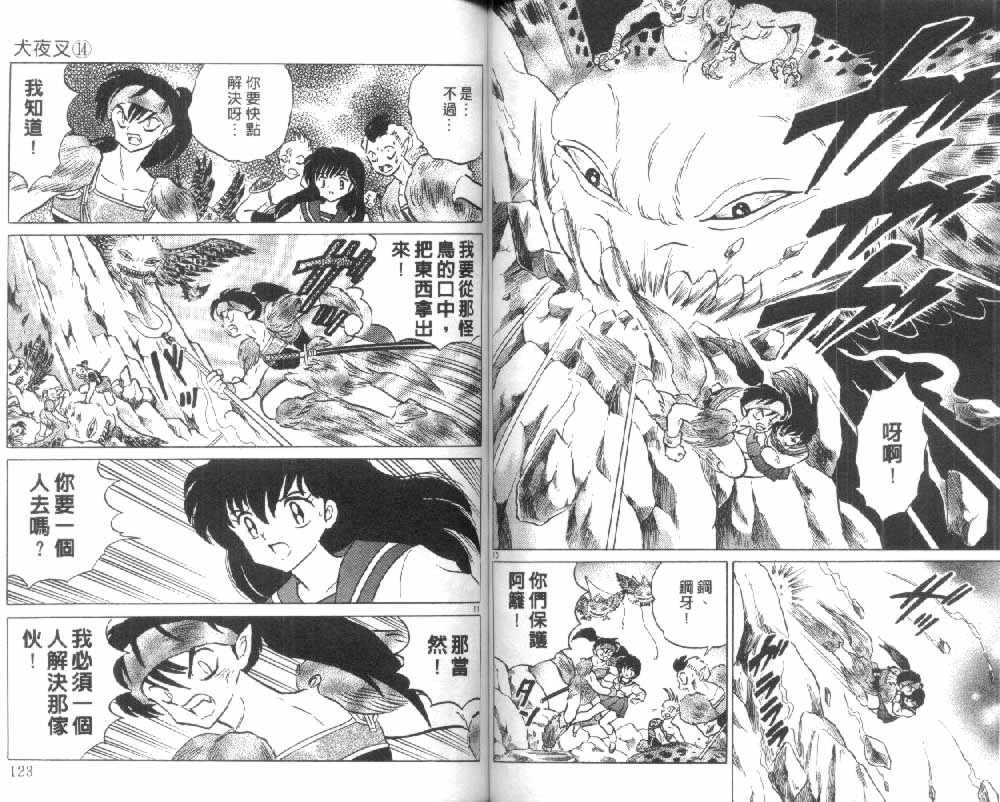 呀啊！
鋼、
鋼牙！
你們保護
阿籬！
犬夜叉⑭
是…
不過…
你要快點
解決呀…
我知道！
我要從那怪
鳥的口中，
把東西拿出
來！
你要一個
人去嗎？
11
那當
然！
我必須一個
人解決那傢
伙！
123